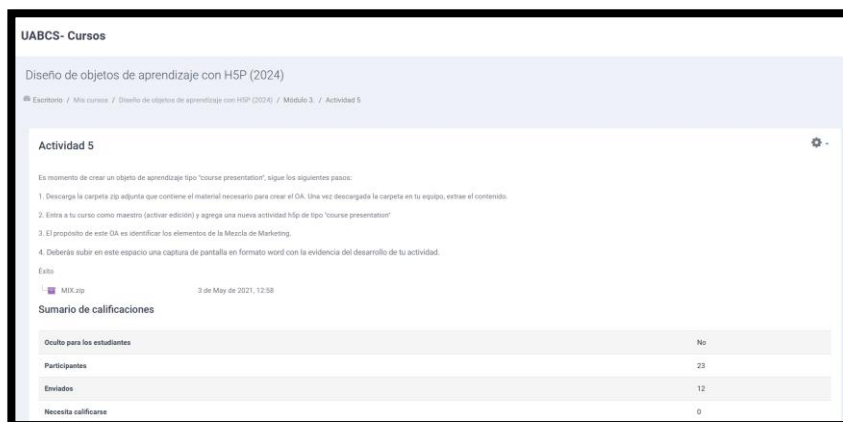 UABCS- Cursos
Diseño de objetos de aprendizaje con H5P (2024)
Escritorio / Mis cursos / Diseño de objetos de aprendizaje con H5P (2024) / Módulo 3. / Actividad 5
Actividad 5
Es momento de crear un objeto de aprendizaje tipo "course presentation", sigue los siguientes pasos:
1. Descarga la carpeta zip adjunta que contiene el material necesario para crear el OA. Una vez descargada la carpeta en tu equipo, extrae el contenido.
2. Entra a tu curso como maestro (activar edición) y agrega una nueva actividad h5p de tipo "course presentation"
3. El propósito de este OA es identificar los elementos de la Mezcla de Marketing.
4. Deberás subir en este espacio una captura de pantalla en formato word con la evidencia del desarrollo de tu actividad.
Éxito
MIX.zip 3 de May de 2021, 12:58
Sumario de calificaciones
Oculto para los estudiantes No
Participantes 23
Enviados 12
Necesita calificarse 0